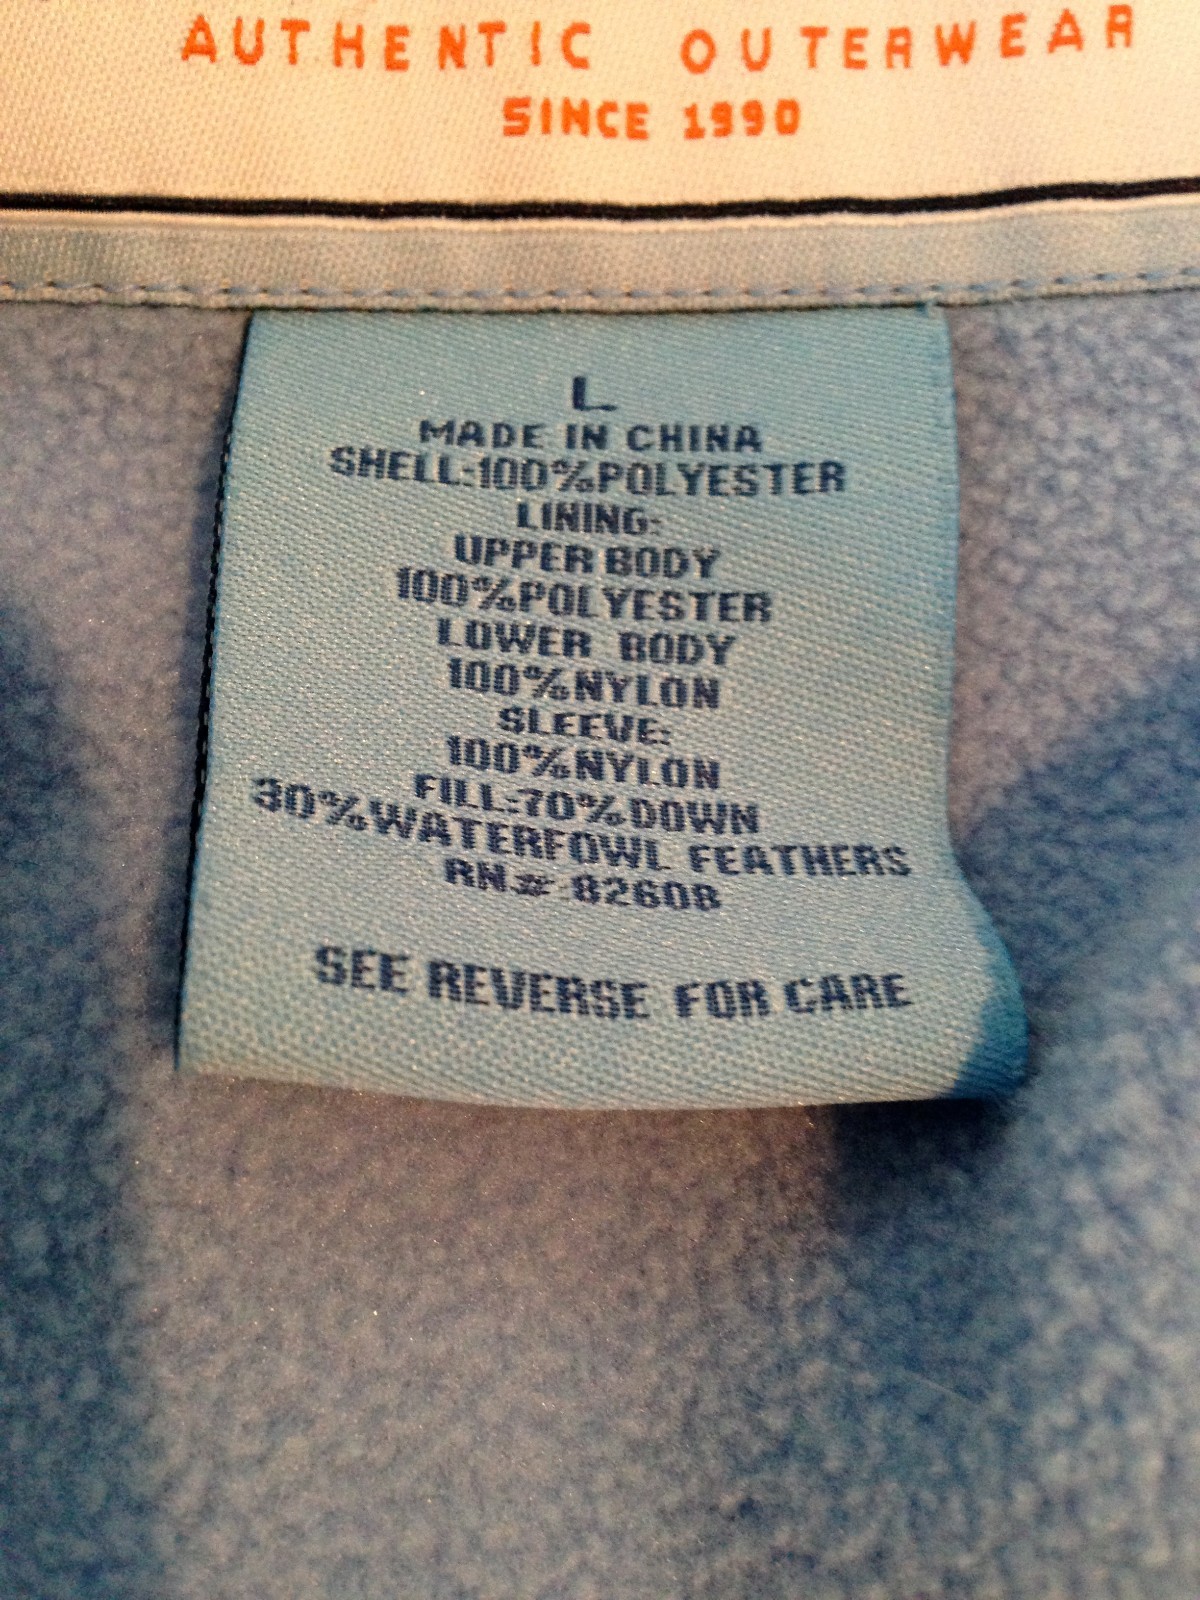 AUTHENTIC OUTERWEAR
SINCE 1990
L
MADE IN CHINA
SHELL:100%POLYESTER
LINING:
UPPER BODY
100%POLYESTER
LOWER BODY
100%NYLON
SLEEVE:
100%NYLON
FILL:70%DOWN
30%WATERFOWL FEATHERS
RN# 82608
SEE REVERSE FOR CARE